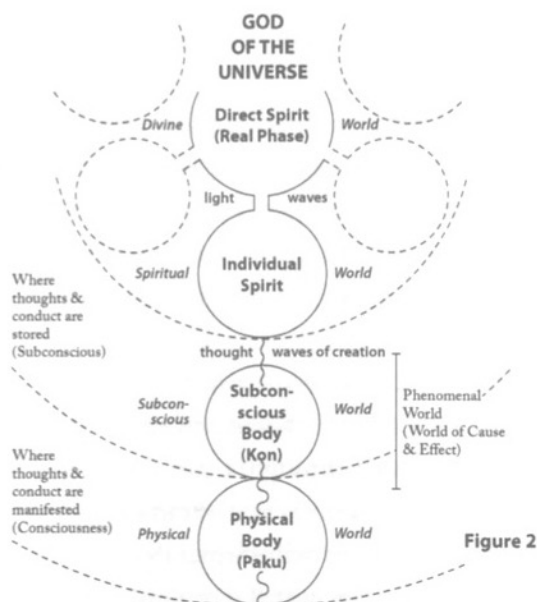 GOD
OF THE
UNIVERSE
Divine
Direct Spirit
(Real Phase)
World
light
waves
Spiritual
Individual
Spirit
World
Where
thoughts &
conduct are
stored
(Subconscious)
thought
waves of creation
Subcon-
scious
Subcon-
scious
Body
(Kon)
World
Phenomenal
World
(World of Cause
& Effect)
Where
thoughts &
conduct are
manifested
(Consciousness)
Physical
Physical
Body
(Paku)
World
Figure 2